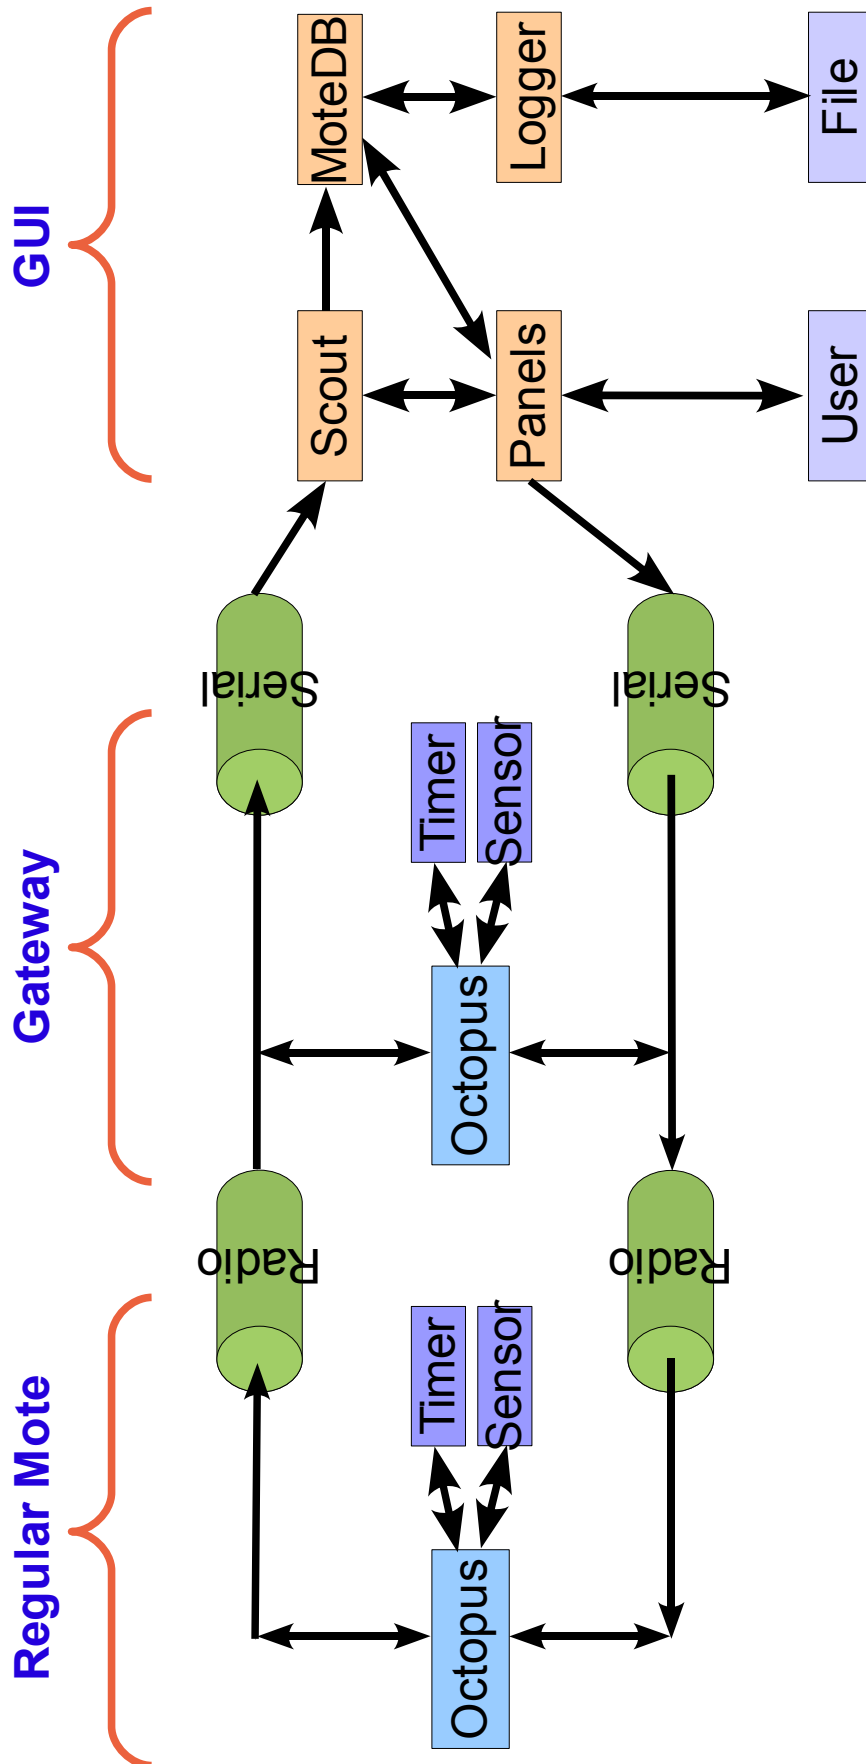 Regular Mote
Gateway
GUI
Radio
Serial
Scout
MoteDB
Timer
Sensor
Octopus
Timer
Sensor
Octopus
Panels
Logger
Radio
Serial
User
File